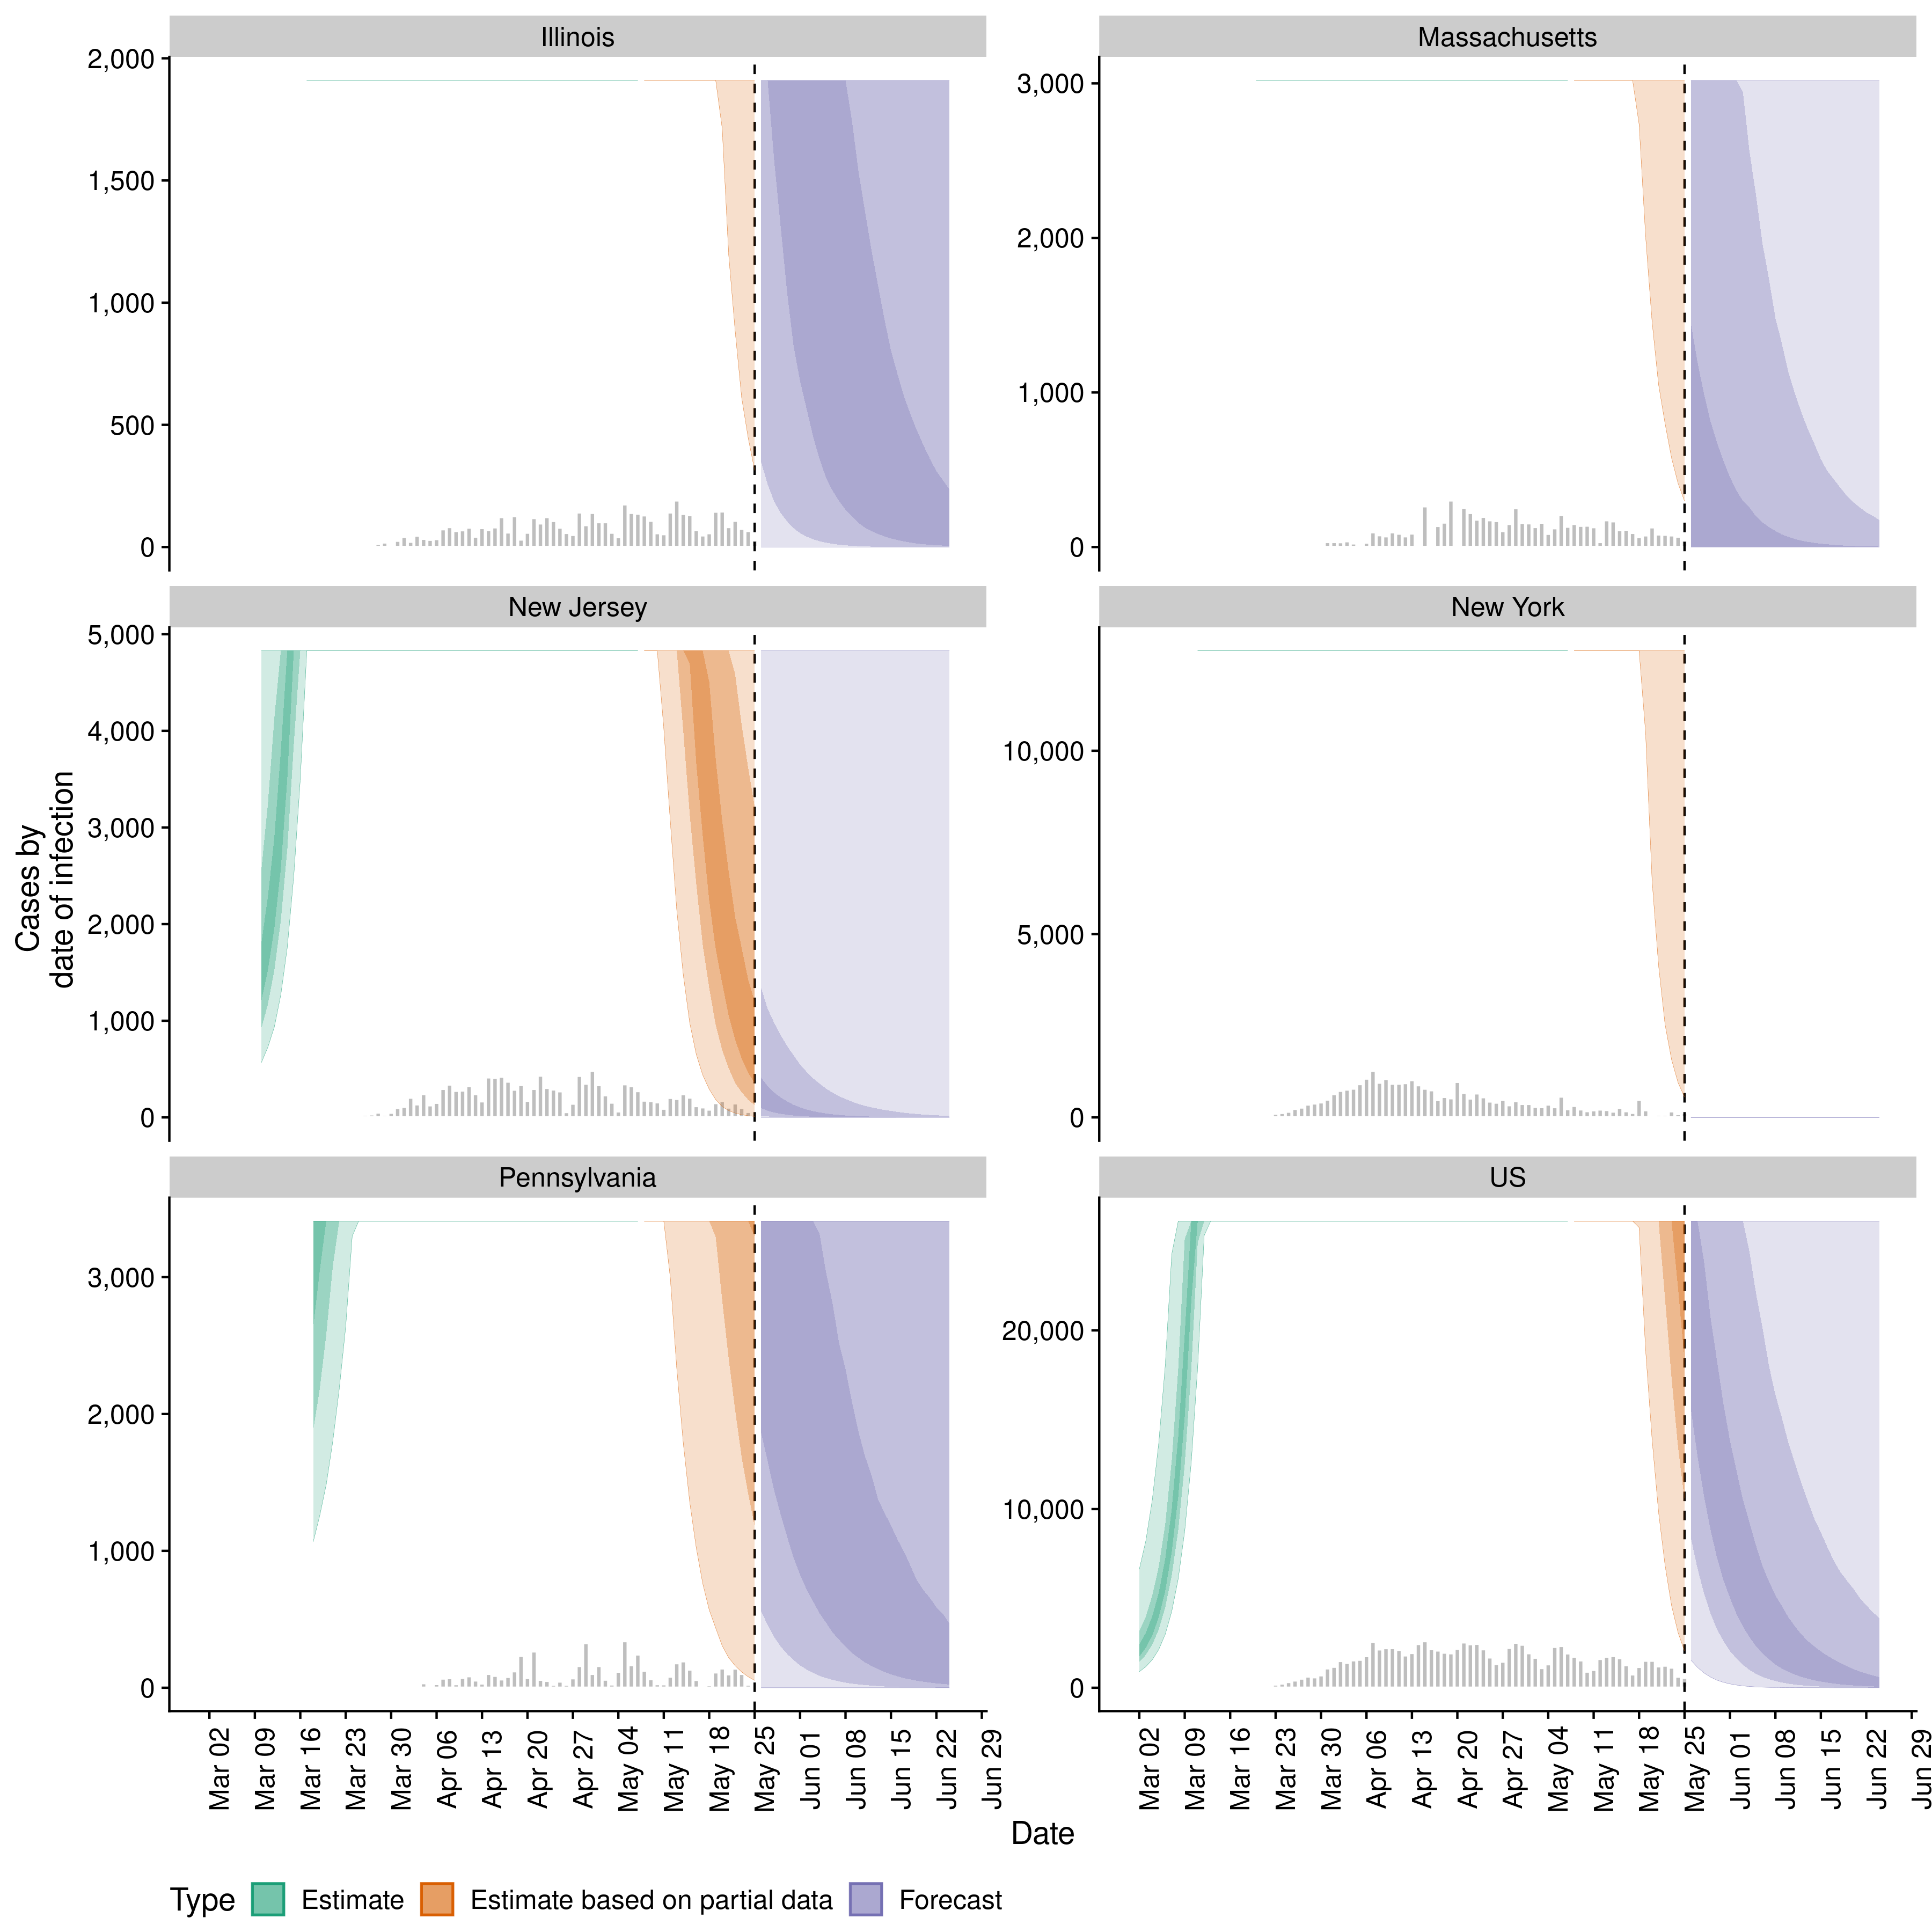 Illinois
Massachusetts
2,000
1,500
1,000
500
0
3,000
2,000
1,000
0
New Jersey
New York
5,000
4,000
3,000
2,000
1,000
0
10,000
5,000
0
Pennsylvania
US
3,000
2,000
1,000
0
20,000
10,000
0
Cases by
date of infection
Mar 02
Mar 09
Mar 16
Mar 23
Mar 30
Apr 06
Apr 13
Apr 20
Apr 27
May 04
May 11
May 18
May 25
Jun 01
Jun 08
Jun 15
Jun 22
Jun 29
Mar 02
Mar 09
Mar 16
Mar 23
Mar 30
Apr 06
Apr 13
Apr 20
Apr 27
May 04
May 11
May 18
May 25
Jun 01
Jun 08
Jun 15
Jun 22
Jun 29
Date
Type Estimate Estimate based on partial data Forecast